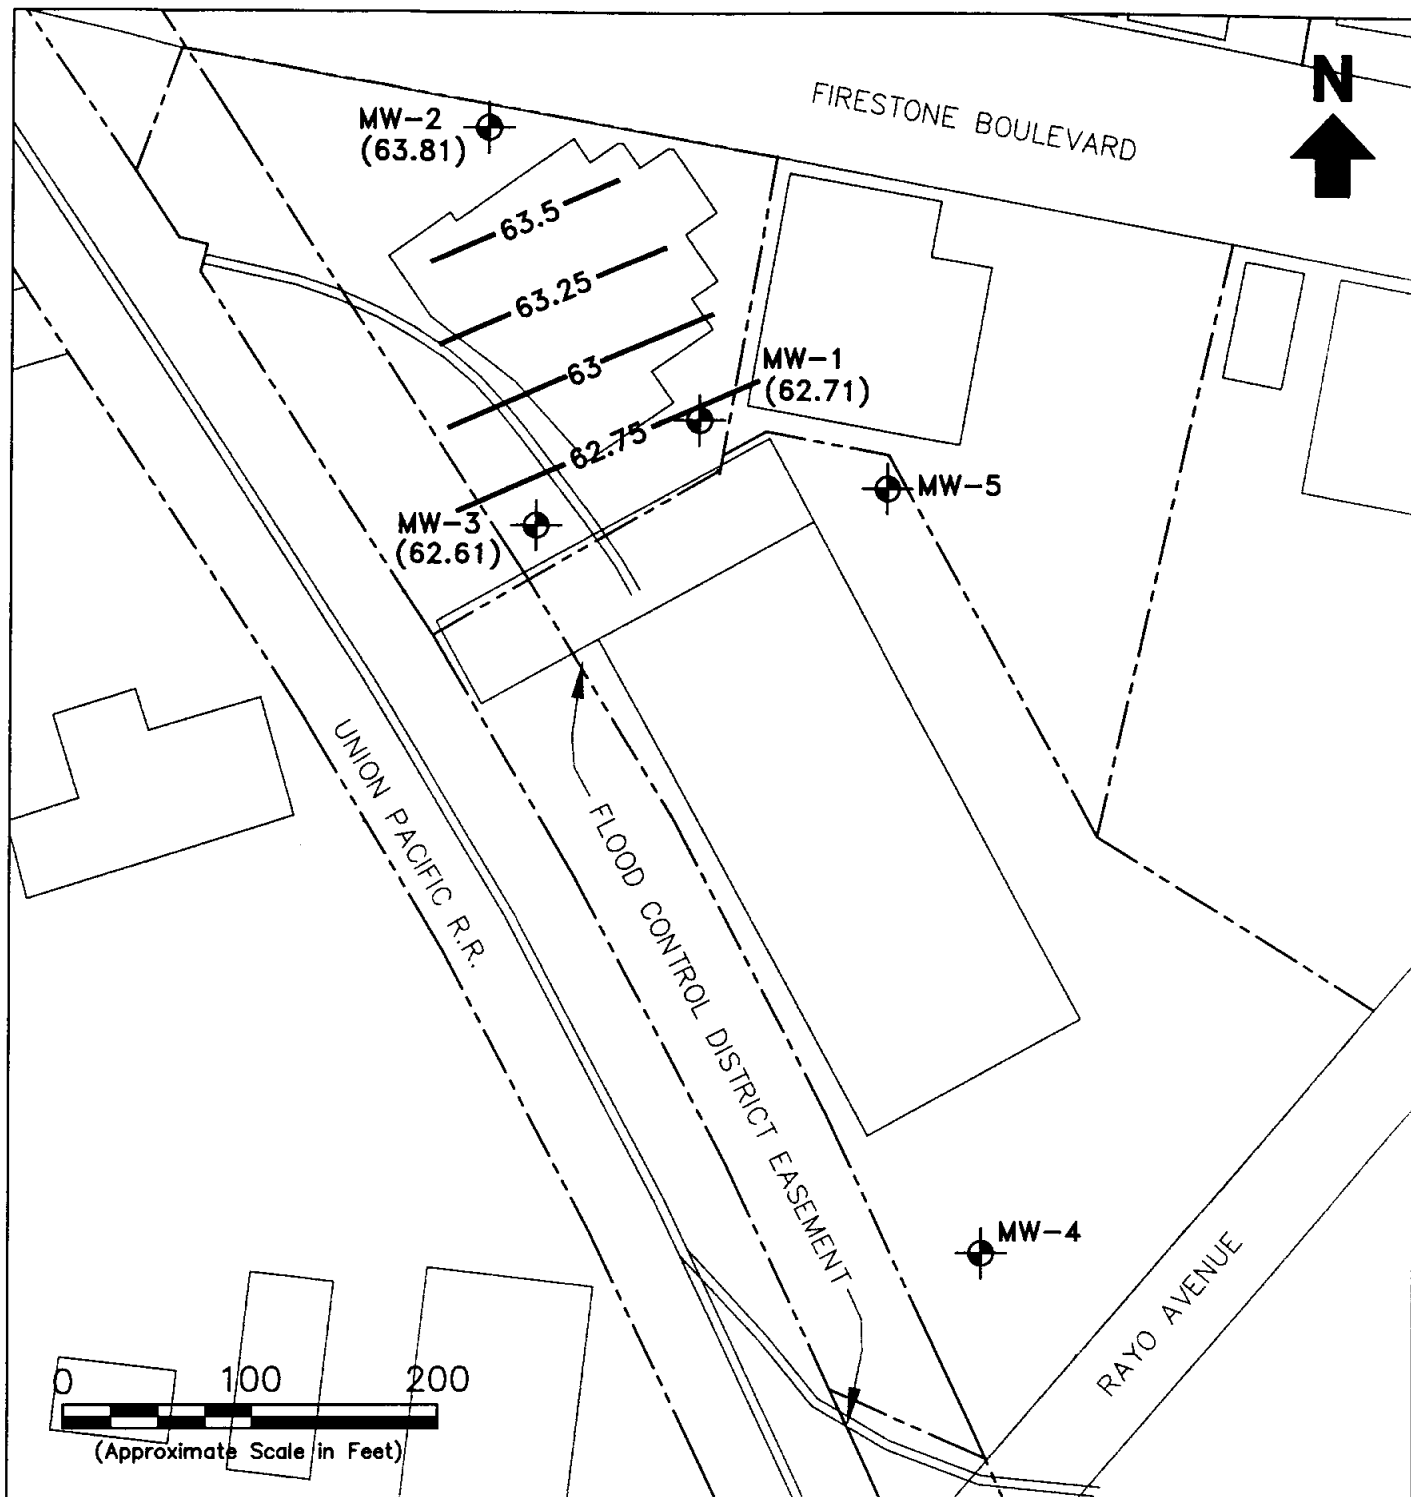 N
FIRESTONE BOULEVARD
MW-2
(63.81)
63.5
63.25
63
MW-1
(62.71)
62.75
MW-5
MW-3
(62.61)
UNION PACIFIC R.R.
FLOOD CONTROL DISTRICT EASEMENT
MW-4
RAYO AVENUE
0 100 200
(Approximate Scale in Feet)